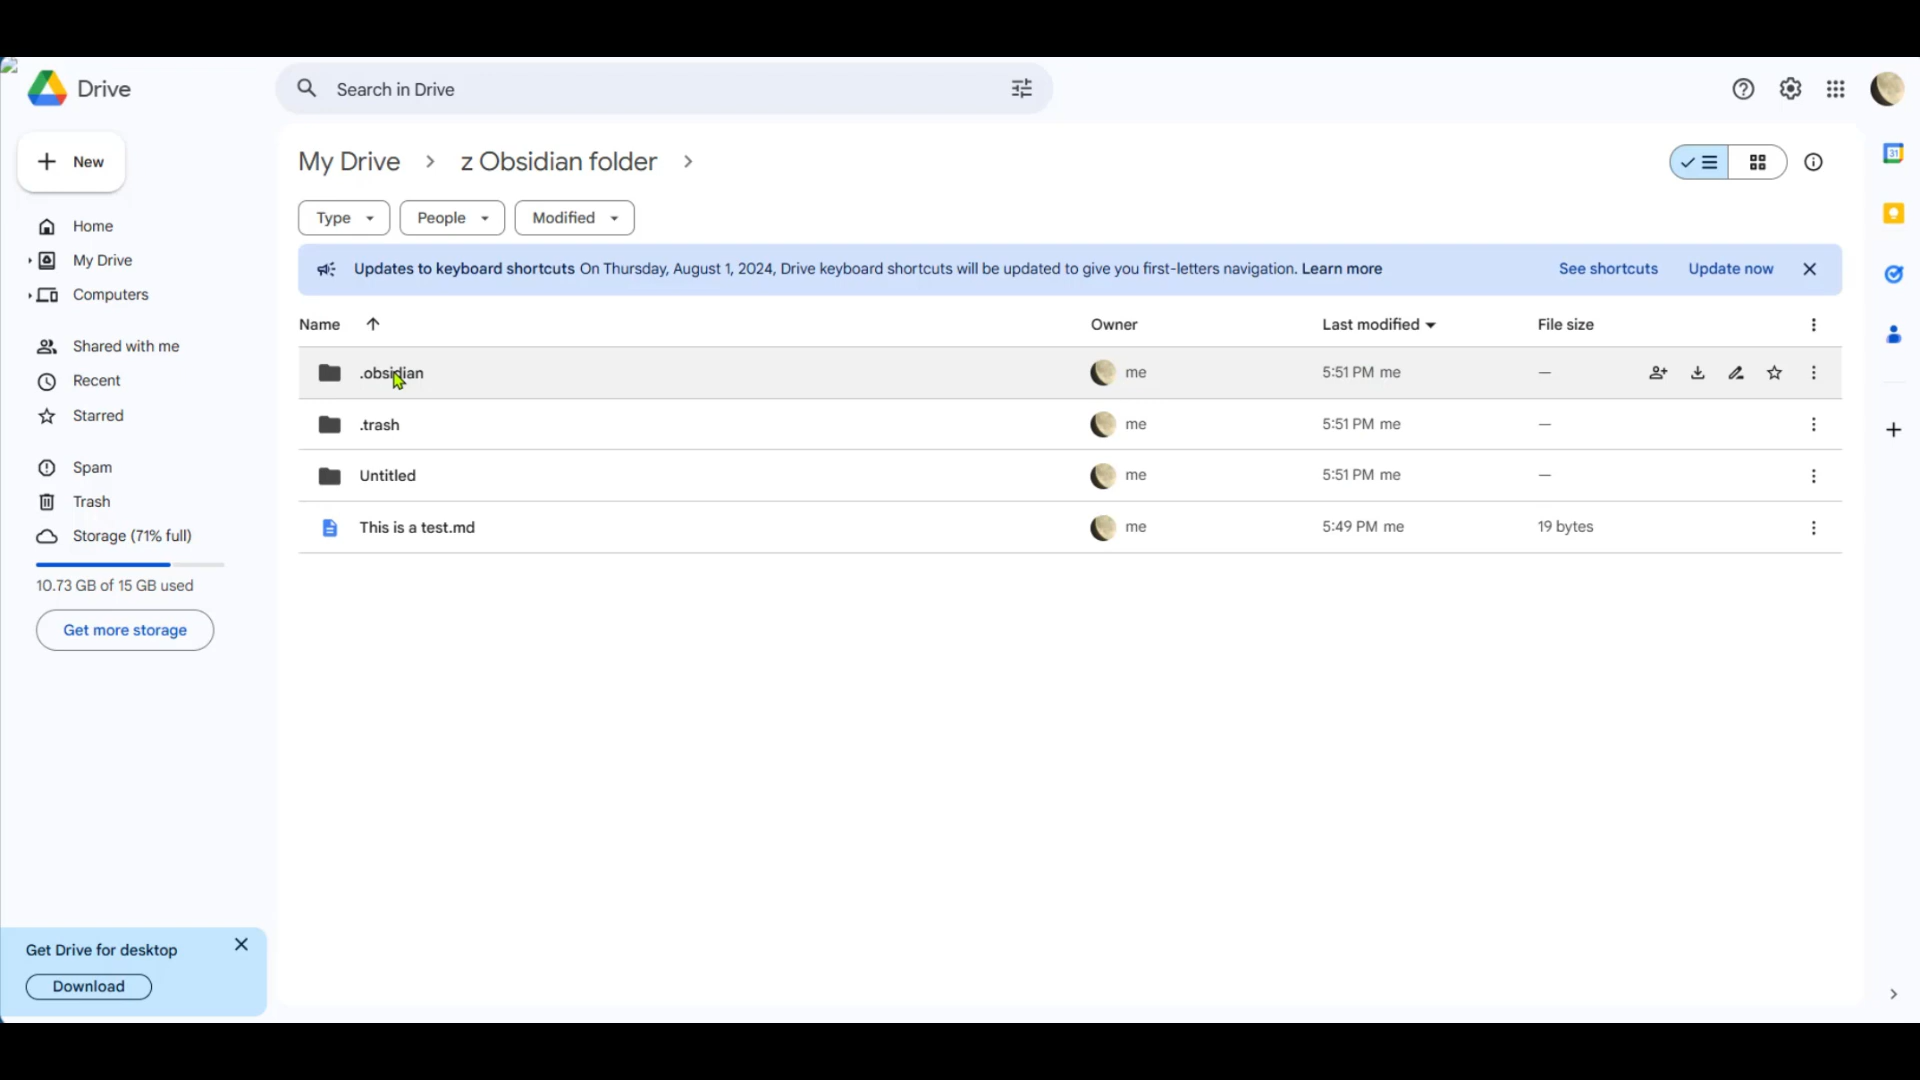 Drive
Search in Drive
New
My Drive
z Obsidian folder
Type
People
Modified
Updates to keyboard shortcuts On Thursday, August 1, 2024, Drive keyboard shortcuts will be updated to give you first-letters navigation. Learn more
See shortcuts
Update now
Name
Owner
Last modified
File size
.obsidian
me
5:51 PM me
—
.trash
me
5:51 PM me
—
Untitled
me
5:51 PM me
—
This is a test.md
me
5:49 PM me
19 bytes
Home
My Drive
Computers
Shared with me
Recent
Starred
Spam
Trash
Storage (71% full)
10.73 GB of 15 GB used
Get more storage
Get Drive for desktop
Download
31